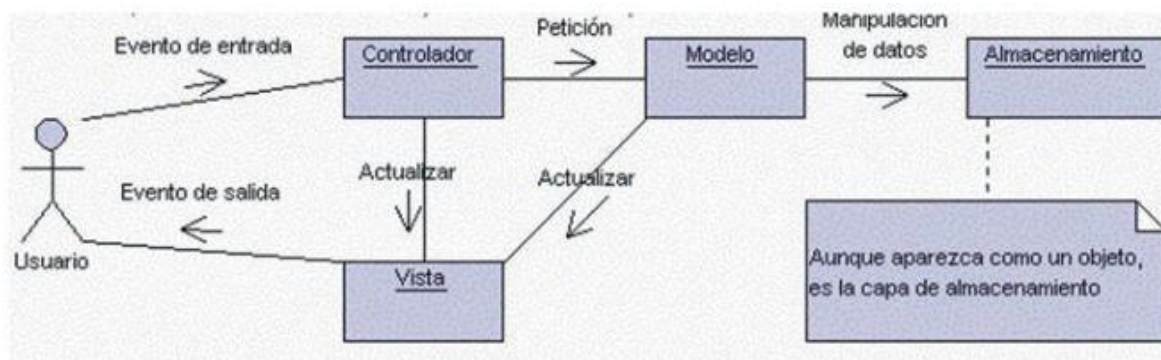 Evento de entrada
Controlador
Petición
Modelo
Manipulacion
de datos
Almacenamiento
Actualizar
Actualizar
Evento de salida
Usuario
Vista
Aunque aparezca como un objeto,
es la capa de almacenamiento